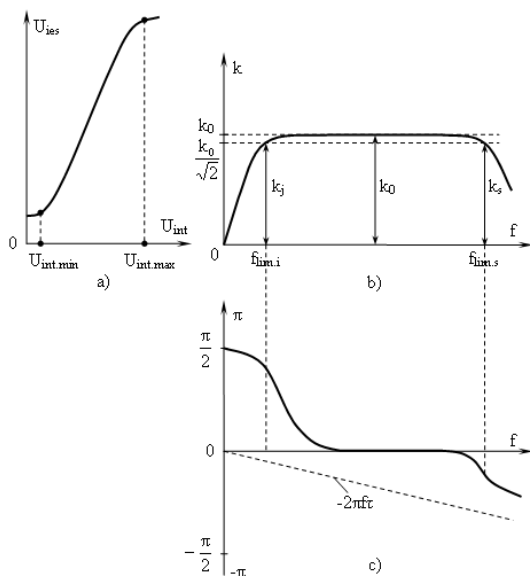 U_ies
0
U_int
U_int.min
U_int.max
a)
k
k_0
k_0/√2
k_j
k_0
k_s
0
f_lim.i
f_lim.s
f
b)
π
π/2
0
f
-2πfτ
-π/2
-π
c)